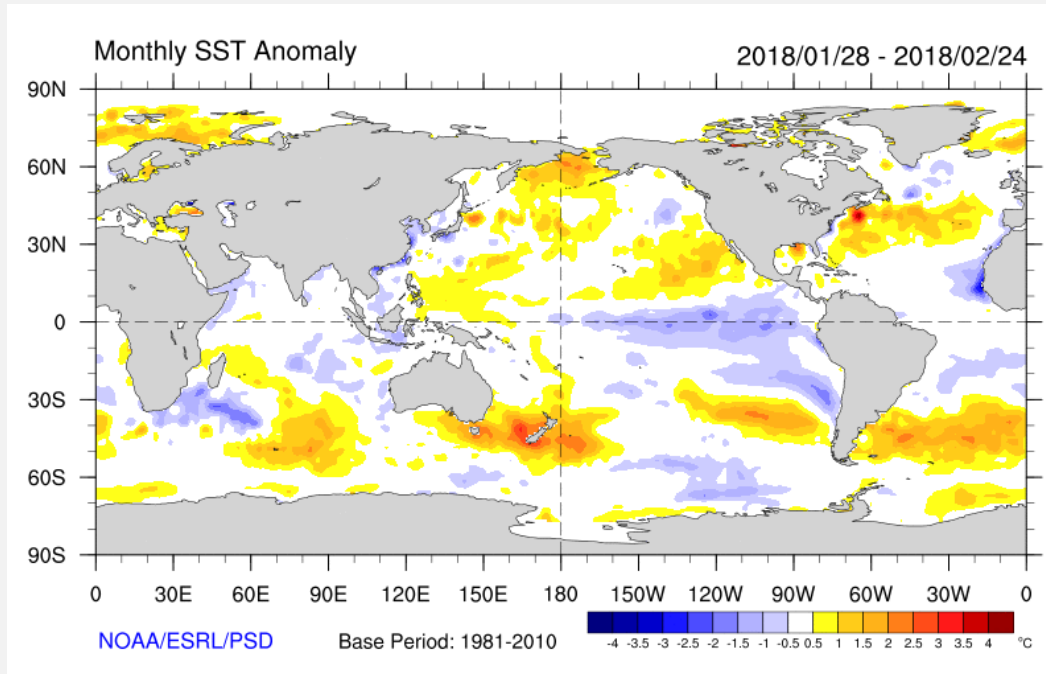 Monthly SST Anomaly 2018/01/28 - 2018/02/24
90N
60N
30N
0
30S
60S
90S
0 30E 60E 90E 120E 150E 180 150W 120W 90W 60W 30W 0
NOAA/ESRL/PSD Base Period: 1981-2010
-4 -3.5 -3 -2.5 -2 -1.5 -1 -0.5 0.5 1 1.5 2 2.5 3 3.5 4 °C